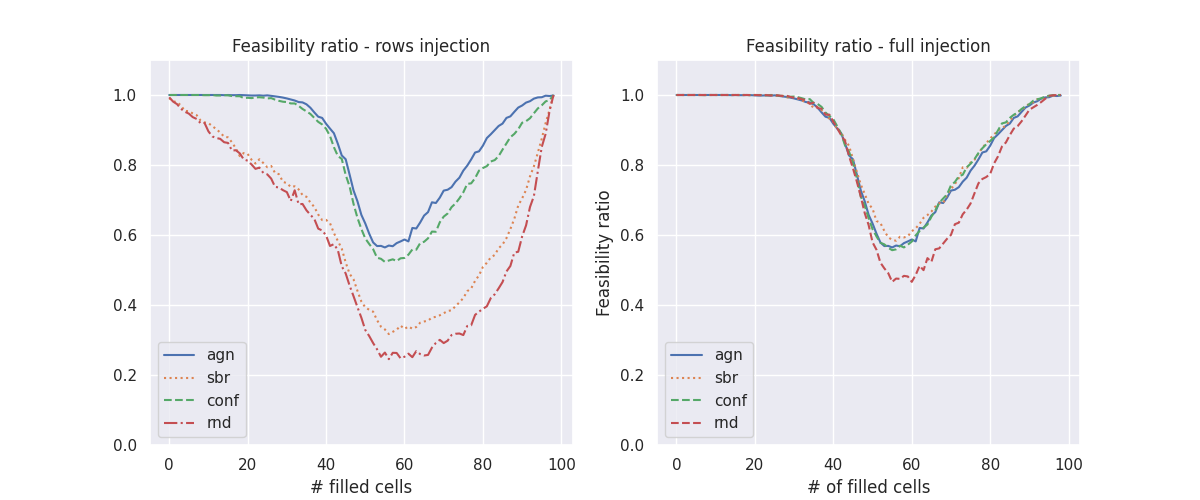 Feasibility ratio - rows injection
1.0
0.8
0.6
0.4
0.2
0.0
agn
sbr
conf
rnd
0 20 40 60 80 100
# filled cells
Feasibility ratio - full injection
Feasibility ratio
1.0
0.8
0.6
0.4
0.2
0.0
agn
sbr
conf
rnd
0 20 40 60 80 100
# of filled cells